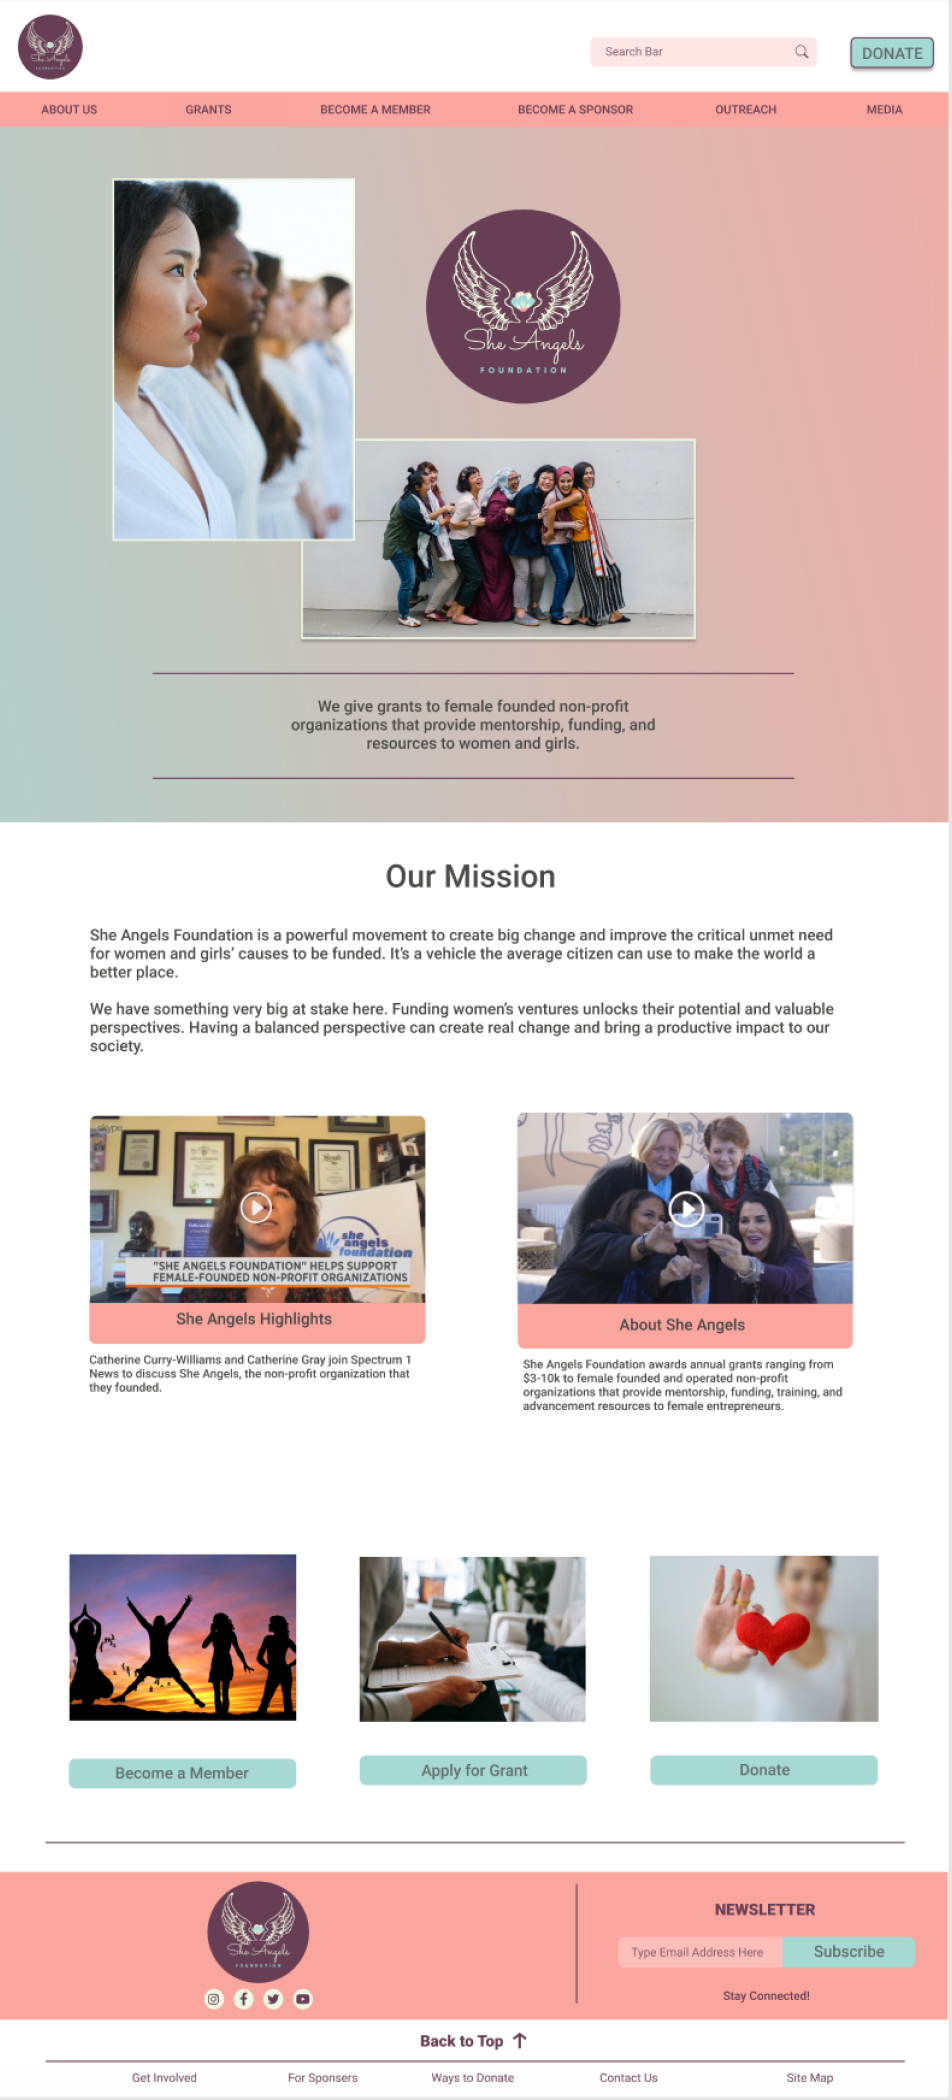 She Angels
FOUNDATION
Search Bar
DONATE
ABOUT US
GRANTS
BECOME A MEMBER
BECOME A SPONSOR
OUTREACH
MEDIA
She Angels
FOUNDATION
We give grants to female founded non-profit
organizations that provide mentorship, funding, and
resources to women and girls.
Our Mission
She Angels Foundation is a powerful movement to create big change and improve the critical unmet need
for women and girls’ causes to be funded. It’s a vehicle the average citizen can use to make the world a
better place.
We have something very big at stake here. Funding women’s ventures unlocks their potential and valuable
perspectives. Having a balanced perspective can create real change and bring a productive impact to our
society.
skype
she
angels
foundation
"SHE ANGELS FOUNDATION" HELPS SUPPORT
FEMALE-FOUNDED NON-PROFIT ORGANIZATIONS
She Angels Highlights
Catherine Curry-Williams and Catherine Gray join Spectrum 1
News to discuss She Angels, the non-profit organization that
they founded.
About She Angels
She Angels Foundation awards annual grants ranging from
$3-10k to female founded and operated non-profit
organizations that provide mentorship, funding, training, and
advancement resources to female entrepreneurs.
Become a Member
Apply for Grant
Donate
She Angels
FOUNDATION
NEWSLETTER
Type Email Address Here
Subscribe
Stay Connected!
Back to Top
Get Involved
For Sponsers
Ways to Donate
Contact Us
Site Map